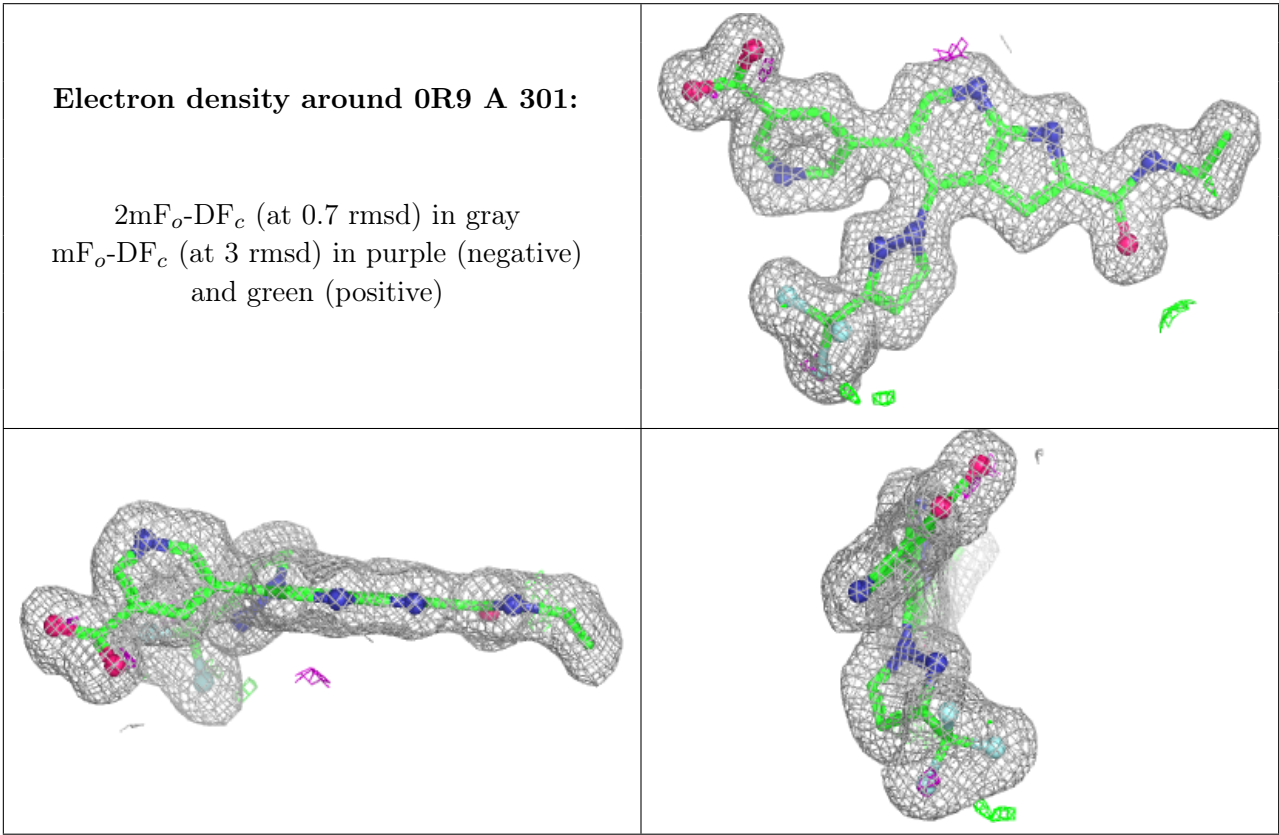 Electron density around 0R9 A 301:
2mFo-DFc (at 0.7 rmsd) in gray
mFo-DFc (at 3 rmsd) in purple (negative)
and green (positive)